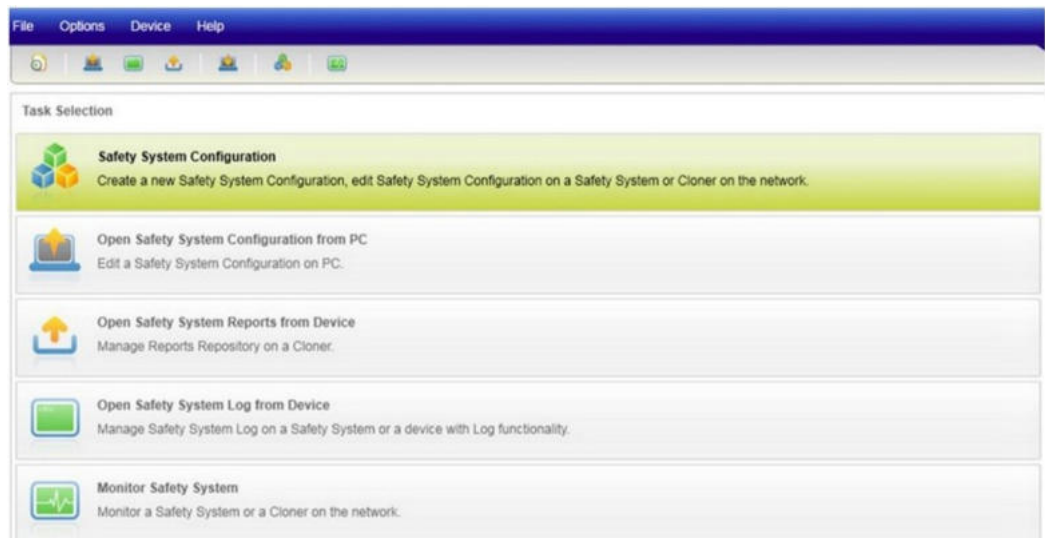 File Options Device Help
Task Selection
Safety System Configuration
Create a new Safety System Configuration, edit Safety System Configuration on a Safety System or Cloner on the network.
Open Safety System Configuration from PC
Edit a Safety System Configuration on PC.
Open Safety System Reports from Device
Manage Reports Repository on a Cloner.
Open Safety System Log from Device
Manage Safety System Log on a Safety System or a device with Log functionality.
Monitor Safety System
Monitor a Safety System or a Cloner on the network.